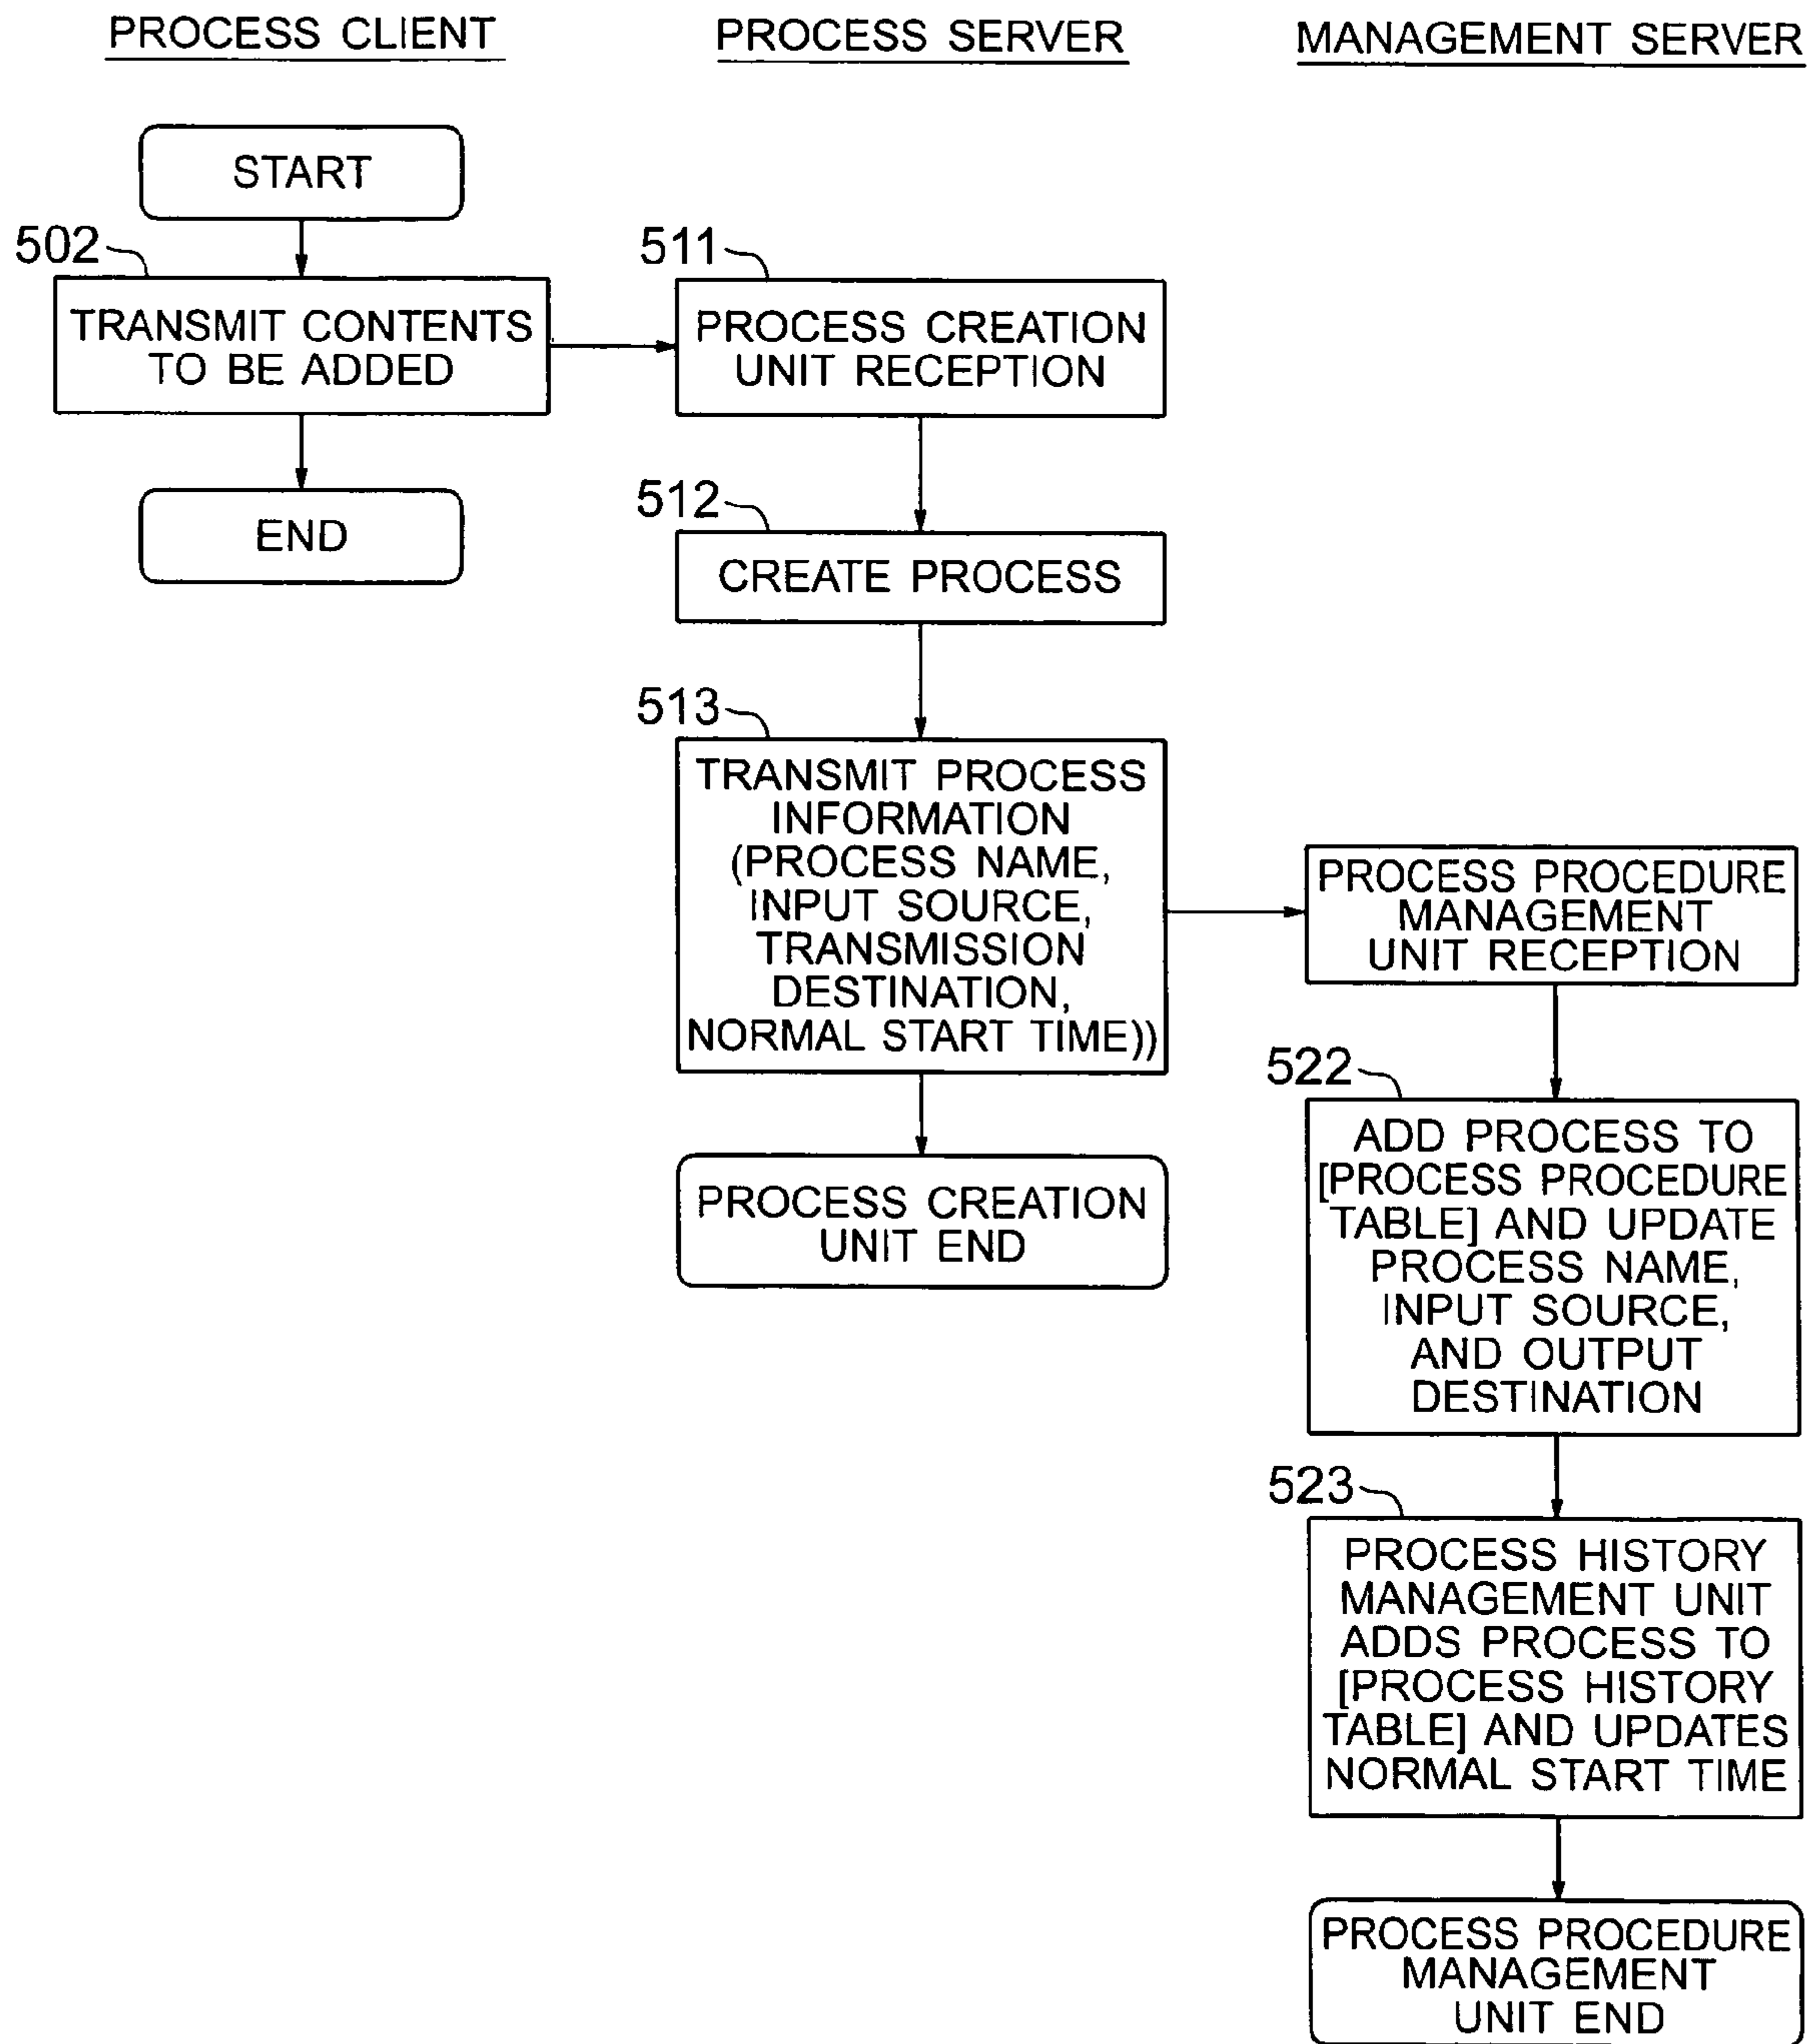 PROCESS CLIENT
PROCESS SERVER
MANAGEMENT SERVER
START
502
TRANSMIT CONTENTS
TO BE ADDED
END
511
PROCESS CREATION
UNIT RECEPTION
512
CREATE PROCESS
513
TRANSMIT PROCESS
INFORMATION
(PROCESS NAME,
INPUT SOURCE,
TRANSMISSION
DESTINATION,
NORMAL START TIME))
PROCESS CREATION
UNIT END
PROCESS PROCEDURE
MANAGEMENT
UNIT RECEPTION
522
ADD PROCESS TO
[PROCESS PROCEDURE
TABLE] AND UPDATE
PROCESS NAME,
INPUT SOURCE,
AND OUTPUT
DESTINATION
523
PROCESS HISTORY
MANAGEMENT UNIT
ADDS PROCESS TO
[PROCESS HISTORY
TABLE] AND UPDATES
NORMAL START TIME
PROCESS PROCEDURE
MANAGEMENT
UNIT END